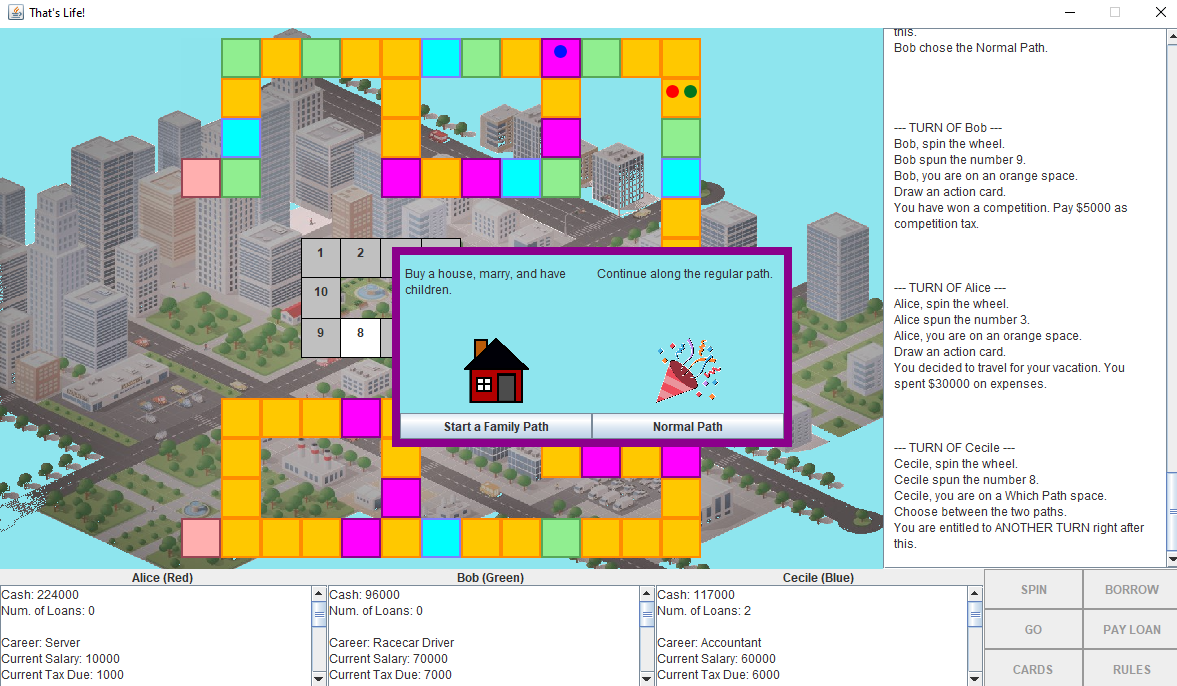 That's Life!
this.
Bob chose the Normal Path.
--- TURN OF Bob ---
Bob, spin the wheel.
Bob spun the number 9.
Bob, you are on an orange space.
Draw an action card.
You have won a competition. Pay $5000 as
competition tax.
--- TURN OF Alice ---
Alice, spin the wheel.
Alice spun the number 3.
Alice, you are on an orange space.
Draw an action card.
You decided to travel for your vacation. You
spent $30000 on expenses.
--- TURN OF Cecile ---
Cecile, spin the wheel.
Cecile spun the number 8.
Cecile, you are on a Which Path space.
Choose between the two paths.
You are entitled to ANOTHER TURN right after
this.
1 2
10
9 8
Buy a house, marry, and have
children.
Continue along the regular path.
Start a Family Path
Normal Path
Alice (Red)
Cash: 224000
Num. of Loans: 0
Career: Server
Current Salary: 10000
Current Tax Due: 1000
Bob (Green)
Cash: 96000
Num. of Loans: 0
Career: Racecar Driver
Current Salary: 70000
Current Tax Due: 7000
Cecile (Blue)
Cash: 117000
Num. of Loans: 2
Career: Accountant
Current Salary: 60000
Current Tax Due: 6000
SPIN BORROW
GO PAY LOAN
CARDS RULES